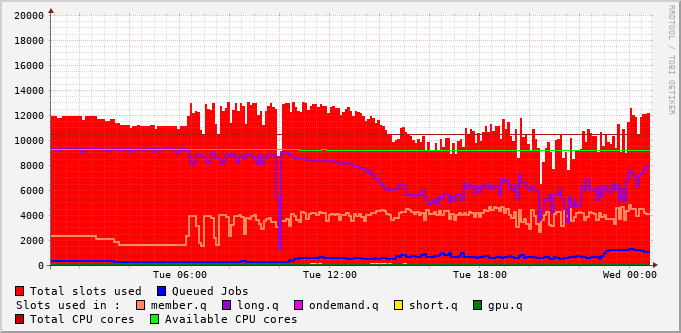 20000
18000
16000
14000
12000
10000
8000
6000
4000
2000
0
Tue 06:00 Tue 12:00 Tue 18:00 Wed 00:00
RRDTOOL / TOBI OETIKER
Total slots used Queued Jobs
Slots used in : member.q long.q ondemand.q short.q gpu.q
Total CPU cores Available CPU cores